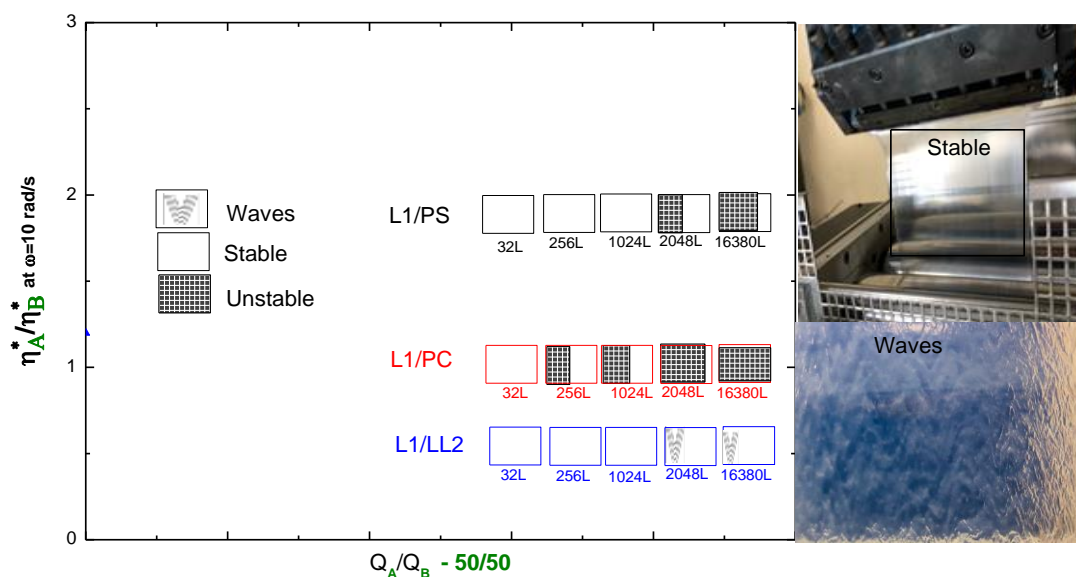 3
2
1
0
η*A/η*B at ω=10 rad/s
Waves
Stable
Unstable
L1/PS
32L
256L
1024L
2048L
16380L
L1/PC
32L
256L
1024L
2048L
16380L
L1/LL2
32L
256L
1024L
2048L
16380L
QA/QB - 50/50
Stable
Waves